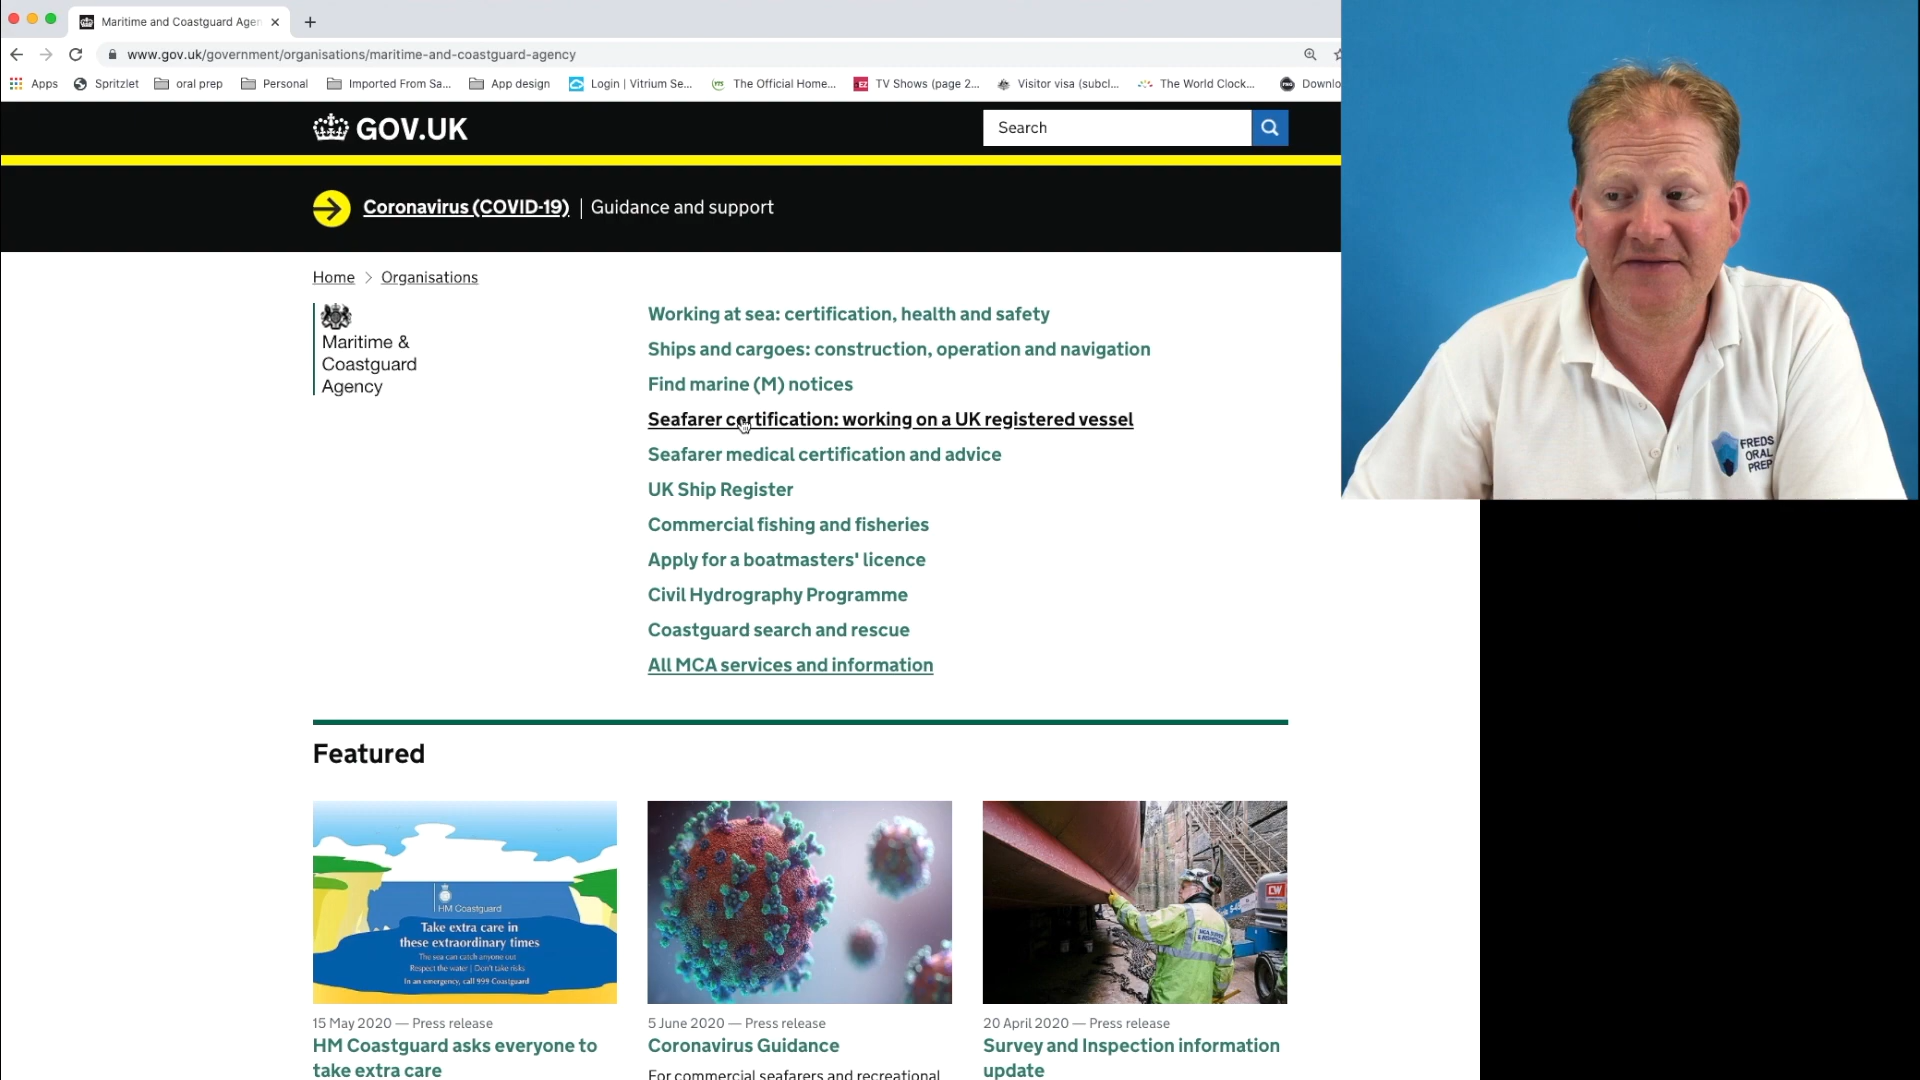 Maritime and Coastguard Agen
www.gov.uk/government/organisations/maritime-and-coastguard-agency
Apps Spritzlet oral prep Personal Imported From Sa... App design Login | Vitrium Se... The Official Home... TV Shows (page 2... Visitor visa (subcl... The World Clock... Downlo
GOV.UK
Search
Coronavirus (COVID-19) | Guidance and support
Home > Organisations
Maritime &
Coastguard
Agency
Working at sea: certification, health and safety
Ships and cargoes: construction, operation and navigation
Find marine (M) notices
Seafarer certification: working on a UK registered vessel
Seafarer medical certification and advice
UK Ship Register
Commercial fishing and fisheries
Apply for a boatmasters' licence
Civil Hydrography Programme
Coastguard search and rescue
All MCA services and information
FREDS
ORAL
PREP
Featured
HM Coastguard
Take extra care in
these extraordinary times
The sea can catch anyone out
Respect the water | Don't take risks
In an emergency, call 999 Coastguard
CW
15 May 2020 — Press release
HM Coastguard asks everyone to
take extra care
5 June 2020 — Press release
Coronavirus Guidance
For commercial seafarers and recreational
20 April 2020 — Press release
Survey and Inspection information
update